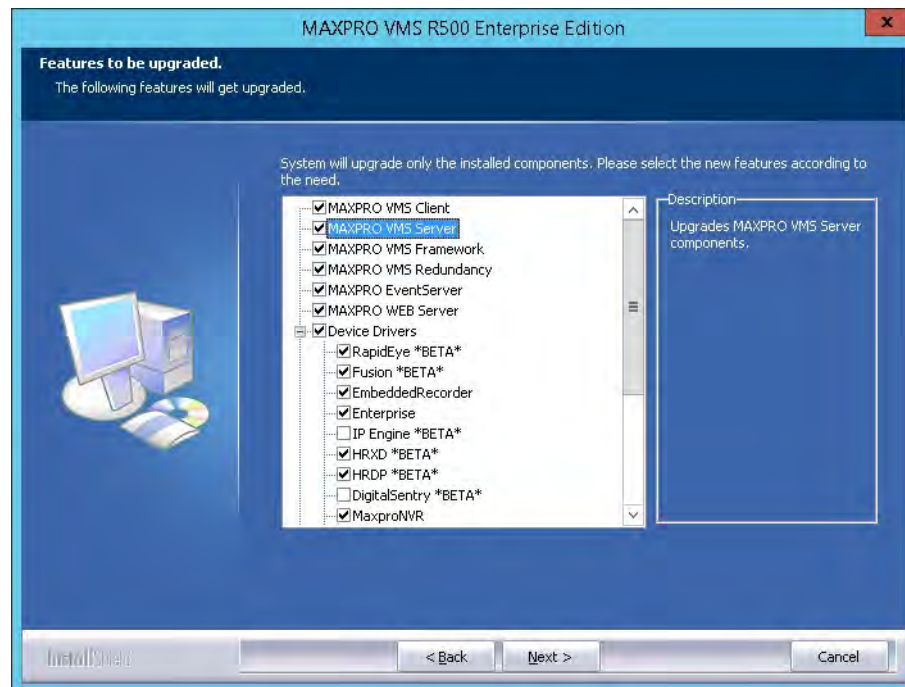 MAXPRO VMS R500 Enterprise Edition
x
Features to be upgraded.
The following features will get upgraded.
System will upgrade only the installed components. Please select the new features according to
the need.
MAXPRO VMS Client
MAXPRO VMS Server
MAXPRO VMS Framework
MAXPRO VMS Redundancy
MAXPRO EventServer
MAXPRO WEB Server
Device Drivers
RapidEye *BETA*
Fusion *BETA*
EmbeddedRecorder
Enterprise
IP Engine *BETA*
HRXD *BETA*
HRDP *BETA*
DigitalSentry *BETA*
MaxproNVR
Description
Upgrades MAXPRO VMS Server
components.
InstallShield
< Back
Next >
Cancel